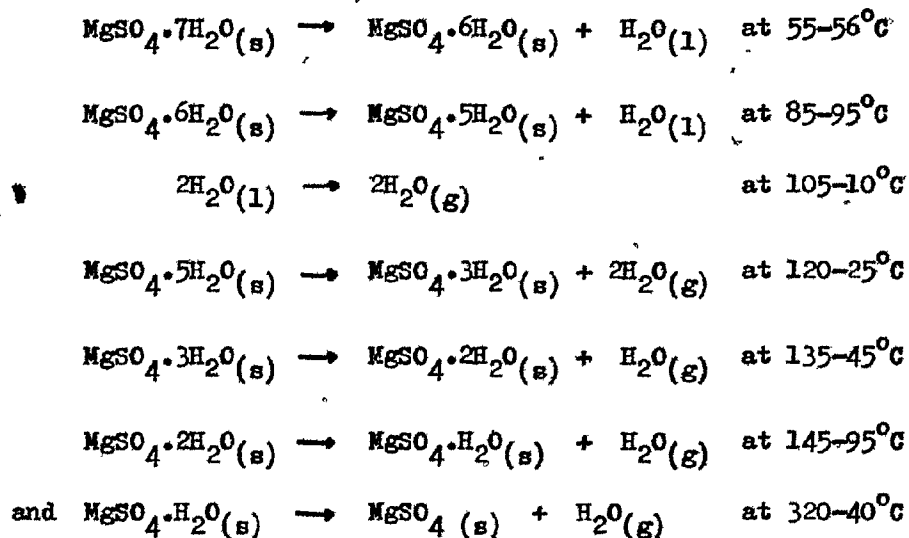 MgSO₄·7H₂O(s) → MgSO₄·6H₂O(s) + H₂O(l) at 55-56°C
MgSO₄·6H₂O(s) → MgSO₄·5H₂O(s) + H₂O(l) at 85-95°C
2H₂O(l) → 2H₂O(g) at 105-10°C
MgSO₄·5H₂O(s) → MgSO₄·3H₂O(s) + 2H₂O(g) at 120-25°C
MgSO₄·3H₂O(s) → MgSO₄·2H₂O(s) + H₂O(g) at 135-45°C
MgSO₄·2H₂O(s) → MgSO₄·H₂O(s) + H₂O(g) at 145-95°C
and MgSO₄·H₂O(s) → MgSO₄ (s) + H₂O(g) at 320-40°C